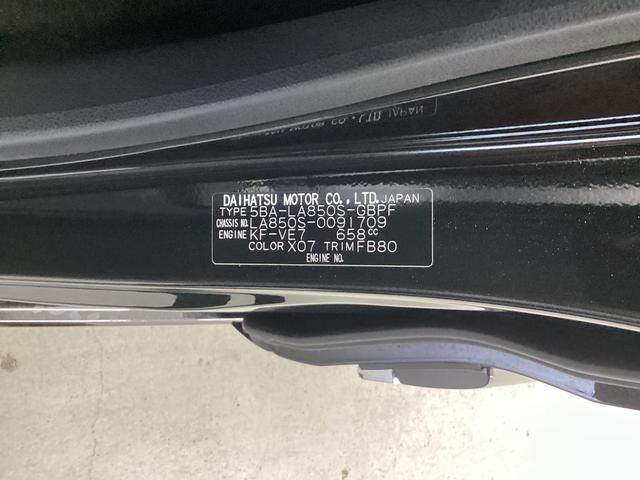 DAIHATSU MOTOR CO.,LTD. JAPAN
TYPE 5BA-LA850S-GBPF
CHASSIS NO. LA850S-0091709
ENGINE KF-VE7 658cc
COLOR X07 TRIM FB80
ENGINE NO.